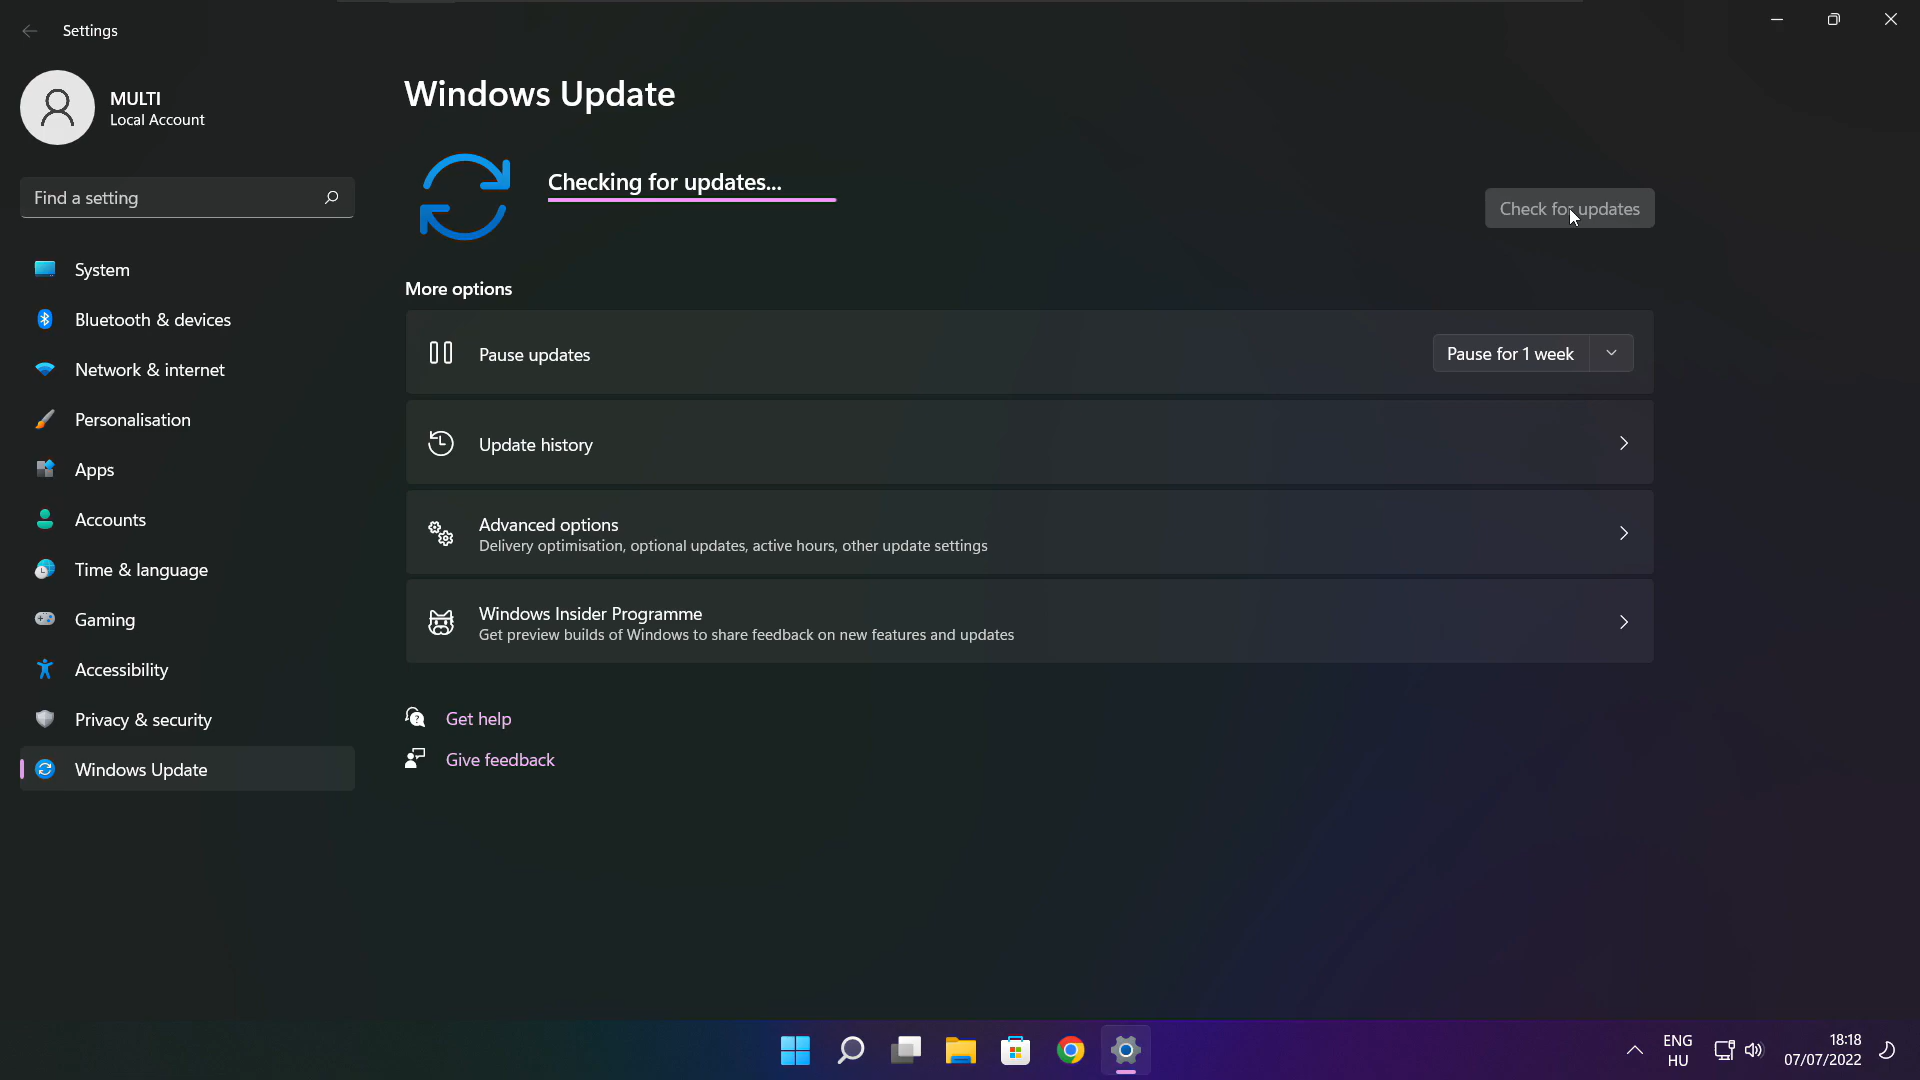 Settings
MULTI
Local Account
Find a setting
System
Bluetooth & devices
Network & internet
Personalisation
Apps
Accounts
Time & language
Gaming
Accessibility
Privacy & security
Windows Update
Windows Update
Checking for updates...
Check for updates
More options
Pause updates
Pause for 1 week
Update history
Advanced options
Delivery optimisation, optional updates, active hours, other update settings
Windows Insider Programme
Get preview builds of Windows to share feedback on new features and updates
Get help
Give feedback
ENG
HU
18:18
07/07/2022